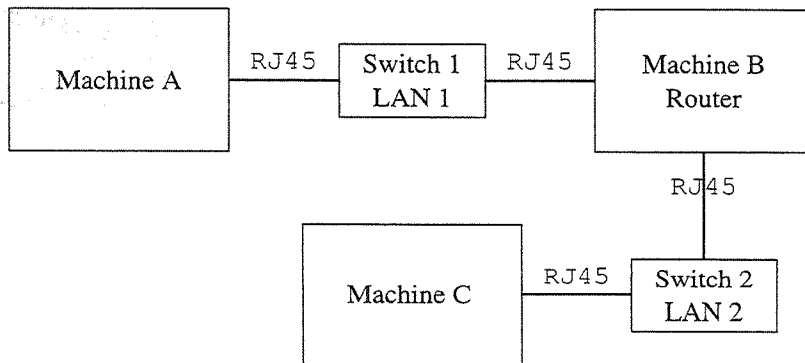 Machine A
RJ45
Switch 1
LAN 1
RJ45
Machine B
Router
RJ45
Machine C
RJ45
Switch 2
LAN 2